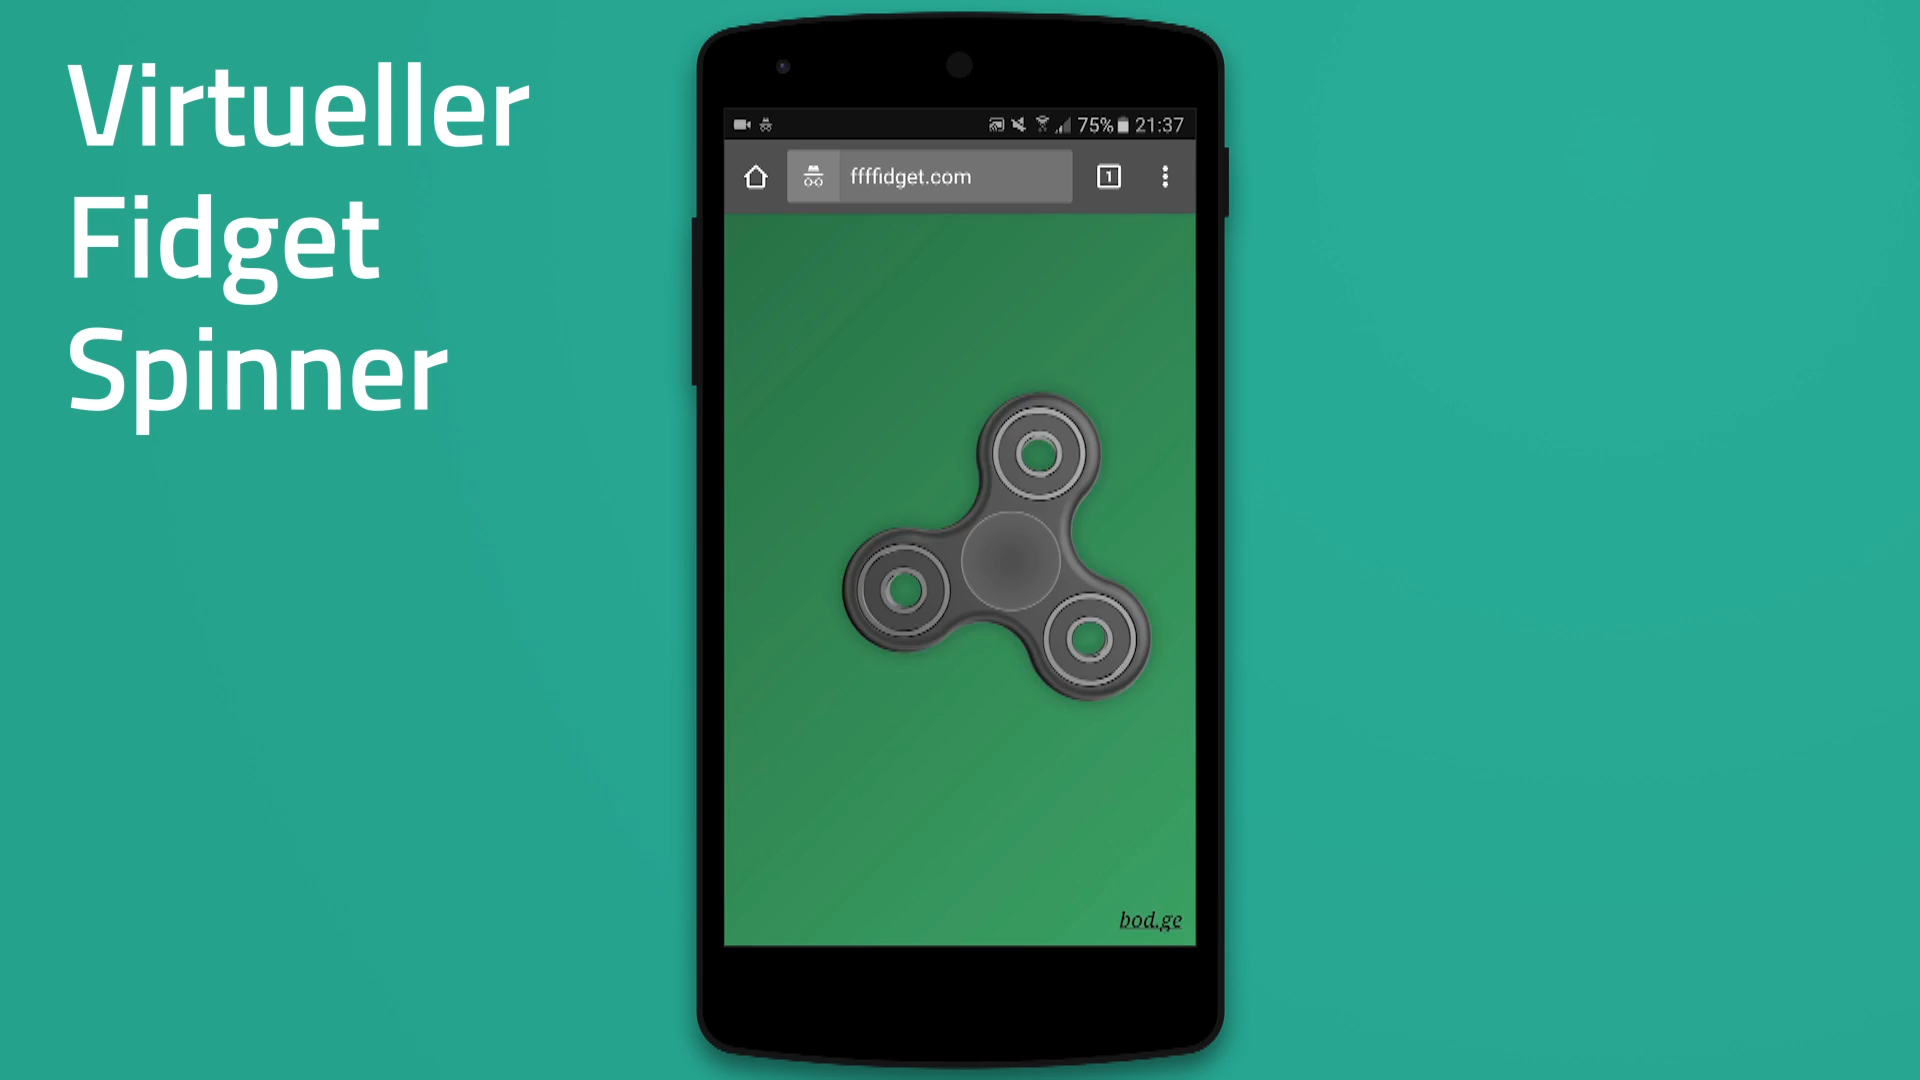 Virtueller
Fidget
Spinner
75% 21:37
ffffidget.com
1
bod.ge